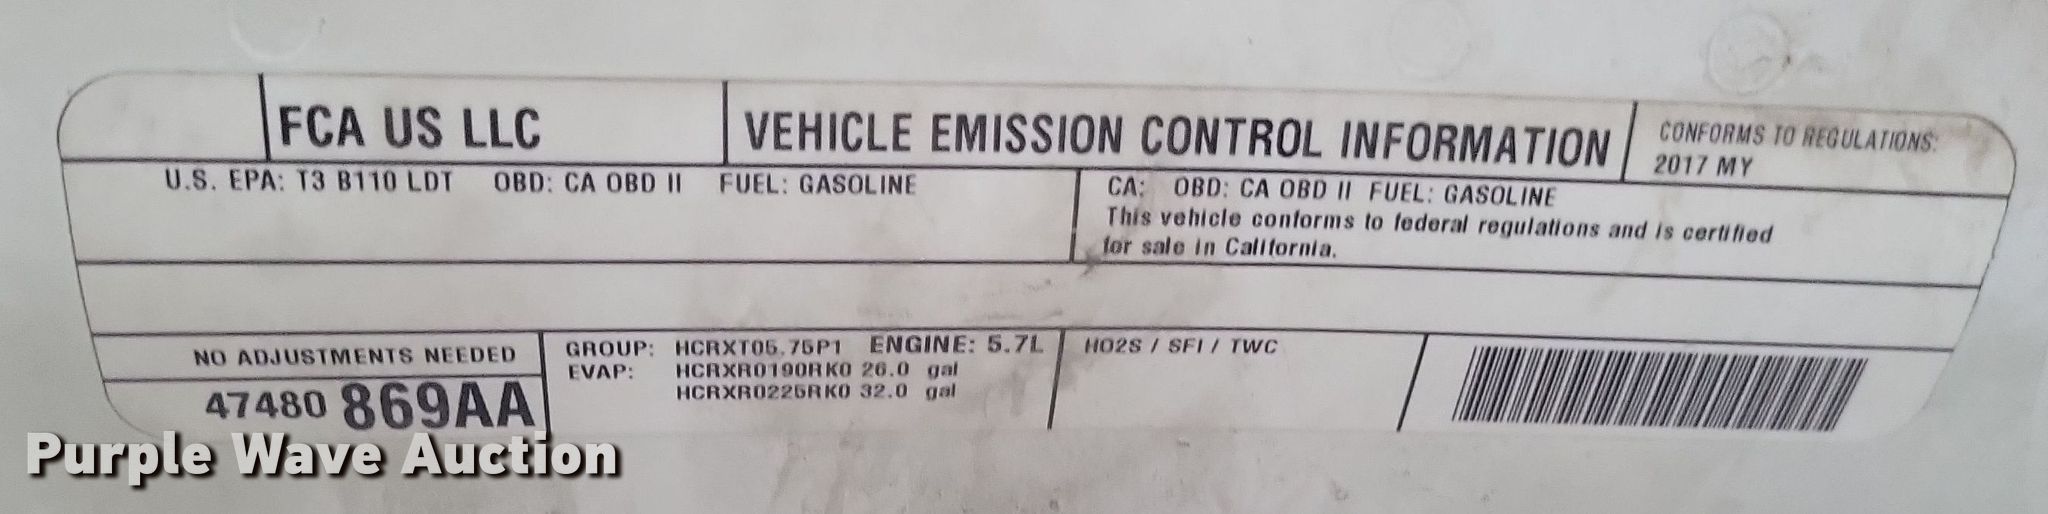 FCA US LLC
VEHICLE EMISSION CONTROL INFORMATION
CONFORMS TO REGULATIONS:
2017 MY
U.S. EPA: T3 B110 LDT OBD: CA OBD II FUEL: GASOLINE
CA: OBD: CA OBD II FUEL: GASOLINE
This vehicle conforms to federal regulations and is certified
for sale in California.
NO ADJUSTMENTS NEEDED
47480 869AA
GROUP: HCRXT05.75P1 ENGINE: 5.7L
EVAP: HCRXR0190RK0 26.0 gal
HCRXR0225RK0 32.0 gal
HO2S / SFI / TWC
Purple Wave Auction